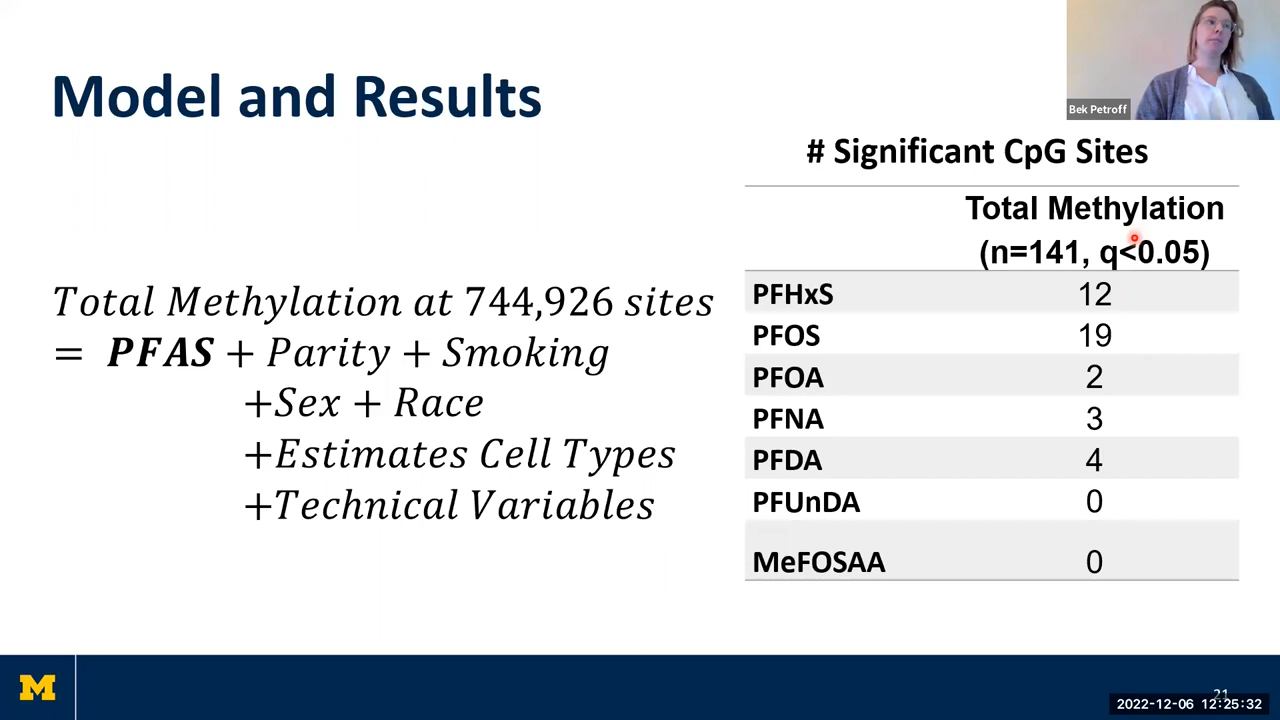 Model and Results
Bek Petroff
# Significant CpG Sites
Total Methylation
(n=141, q<0.05)
PFHxS 12
PFOS 19
PFOA 2
PFNA 3
PFDA 4
PFUnDA 0
MeFOSAA 0
Total Methylation at 744,926 sites
= PFAS + Parity + Smoking
+Sex + Race
+Estimates Cell Types
+Technical Variables
M
21
2022-12-06 12:25:32